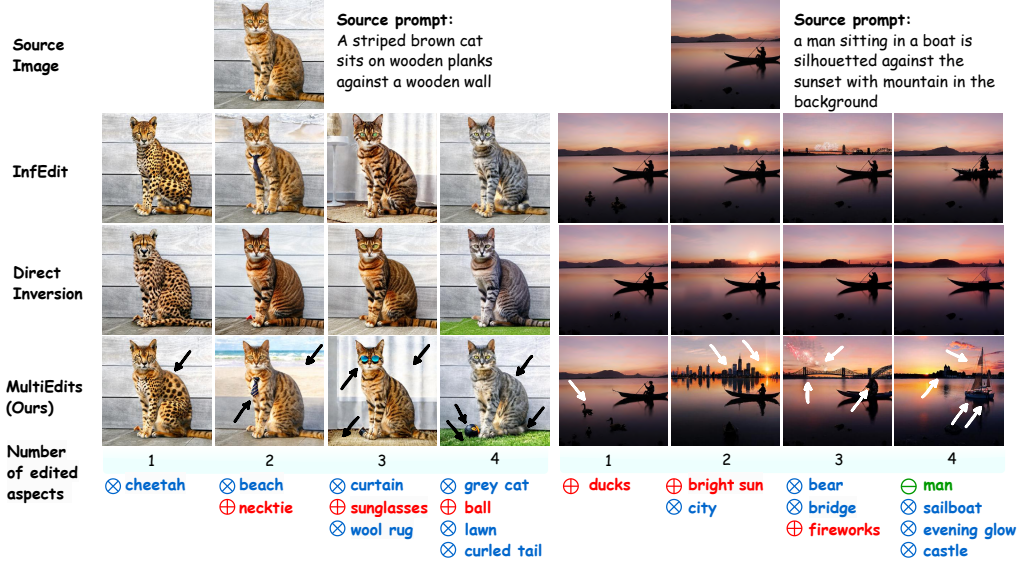 Source
Image
Source prompt:
A striped brown cat
sits on wooden planks
against a wooden wall
Source prompt:
a man sitting in a boat is
silhouetted against the
sunset with mountain in the
background
InfEdit
Direct
Inversion
MultiEdits
(Ours)
Number
of edited
aspects
1 2 3 4 1 2 3 4
⊗ cheetah ⊗ beach ⊗ curtain ⊗ grey cat ⊕ ducks ⊕ bright sun ⊗ bear ⊖ man
⊕ necktie ⊕ sunglasses ⊕ ball ⊗ city ⊗ bridge ⊗ sailboat
⊗ wool rug ⊗ lawn ⊕ fireworks ⊗ evening glow
⊗ curled tail ⊗ castle